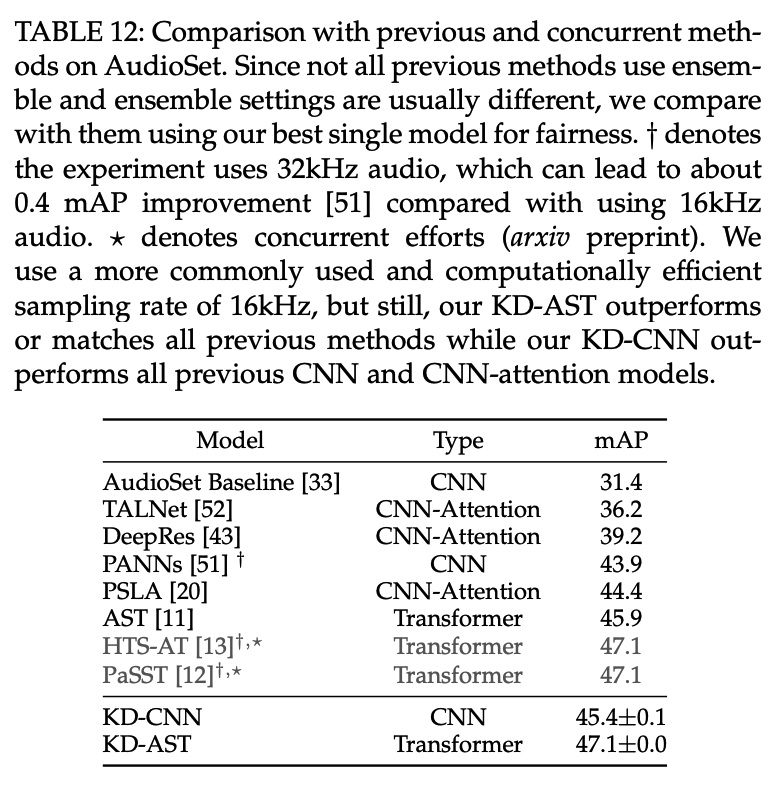 TABLE 12: Comparison with previous and concurrent meth-
ods on AudioSet. Since not all previous methods use ensem-
ble and ensemble settings are usually different, we compare
with them using our best single model for fairness. † denotes
the experiment uses 32kHz audio, which can lead to about
0.4 mAP improvement [51] compared with using 16kHz
audio. ⋆ denotes concurrent efforts (arxiv preprint). We
use a more commonly used and computationally efficient
sampling rate of 16kHz, but still, our KD-AST outperforms
or matches all previous methods while our KD-CNN out-
performs all previous CNN and CNN-attention models.
Model Type mAP
AudioSet Baseline [33] CNN 31.4
TALNet [52] CNN-Attention 36.2
DeepRes [43] CNN-Attention 39.2
PANNs [51] † CNN 43.9
PSLA [20] CNN-Attention 44.4
AST [11] Transformer 45.9
HTS-AT [13]†,⋆ Transformer 47.1
PaSST [12]†,⋆ Transformer 47.1
KD-CNN CNN 45.4±0.1
KD-AST Transformer 47.1±0.0